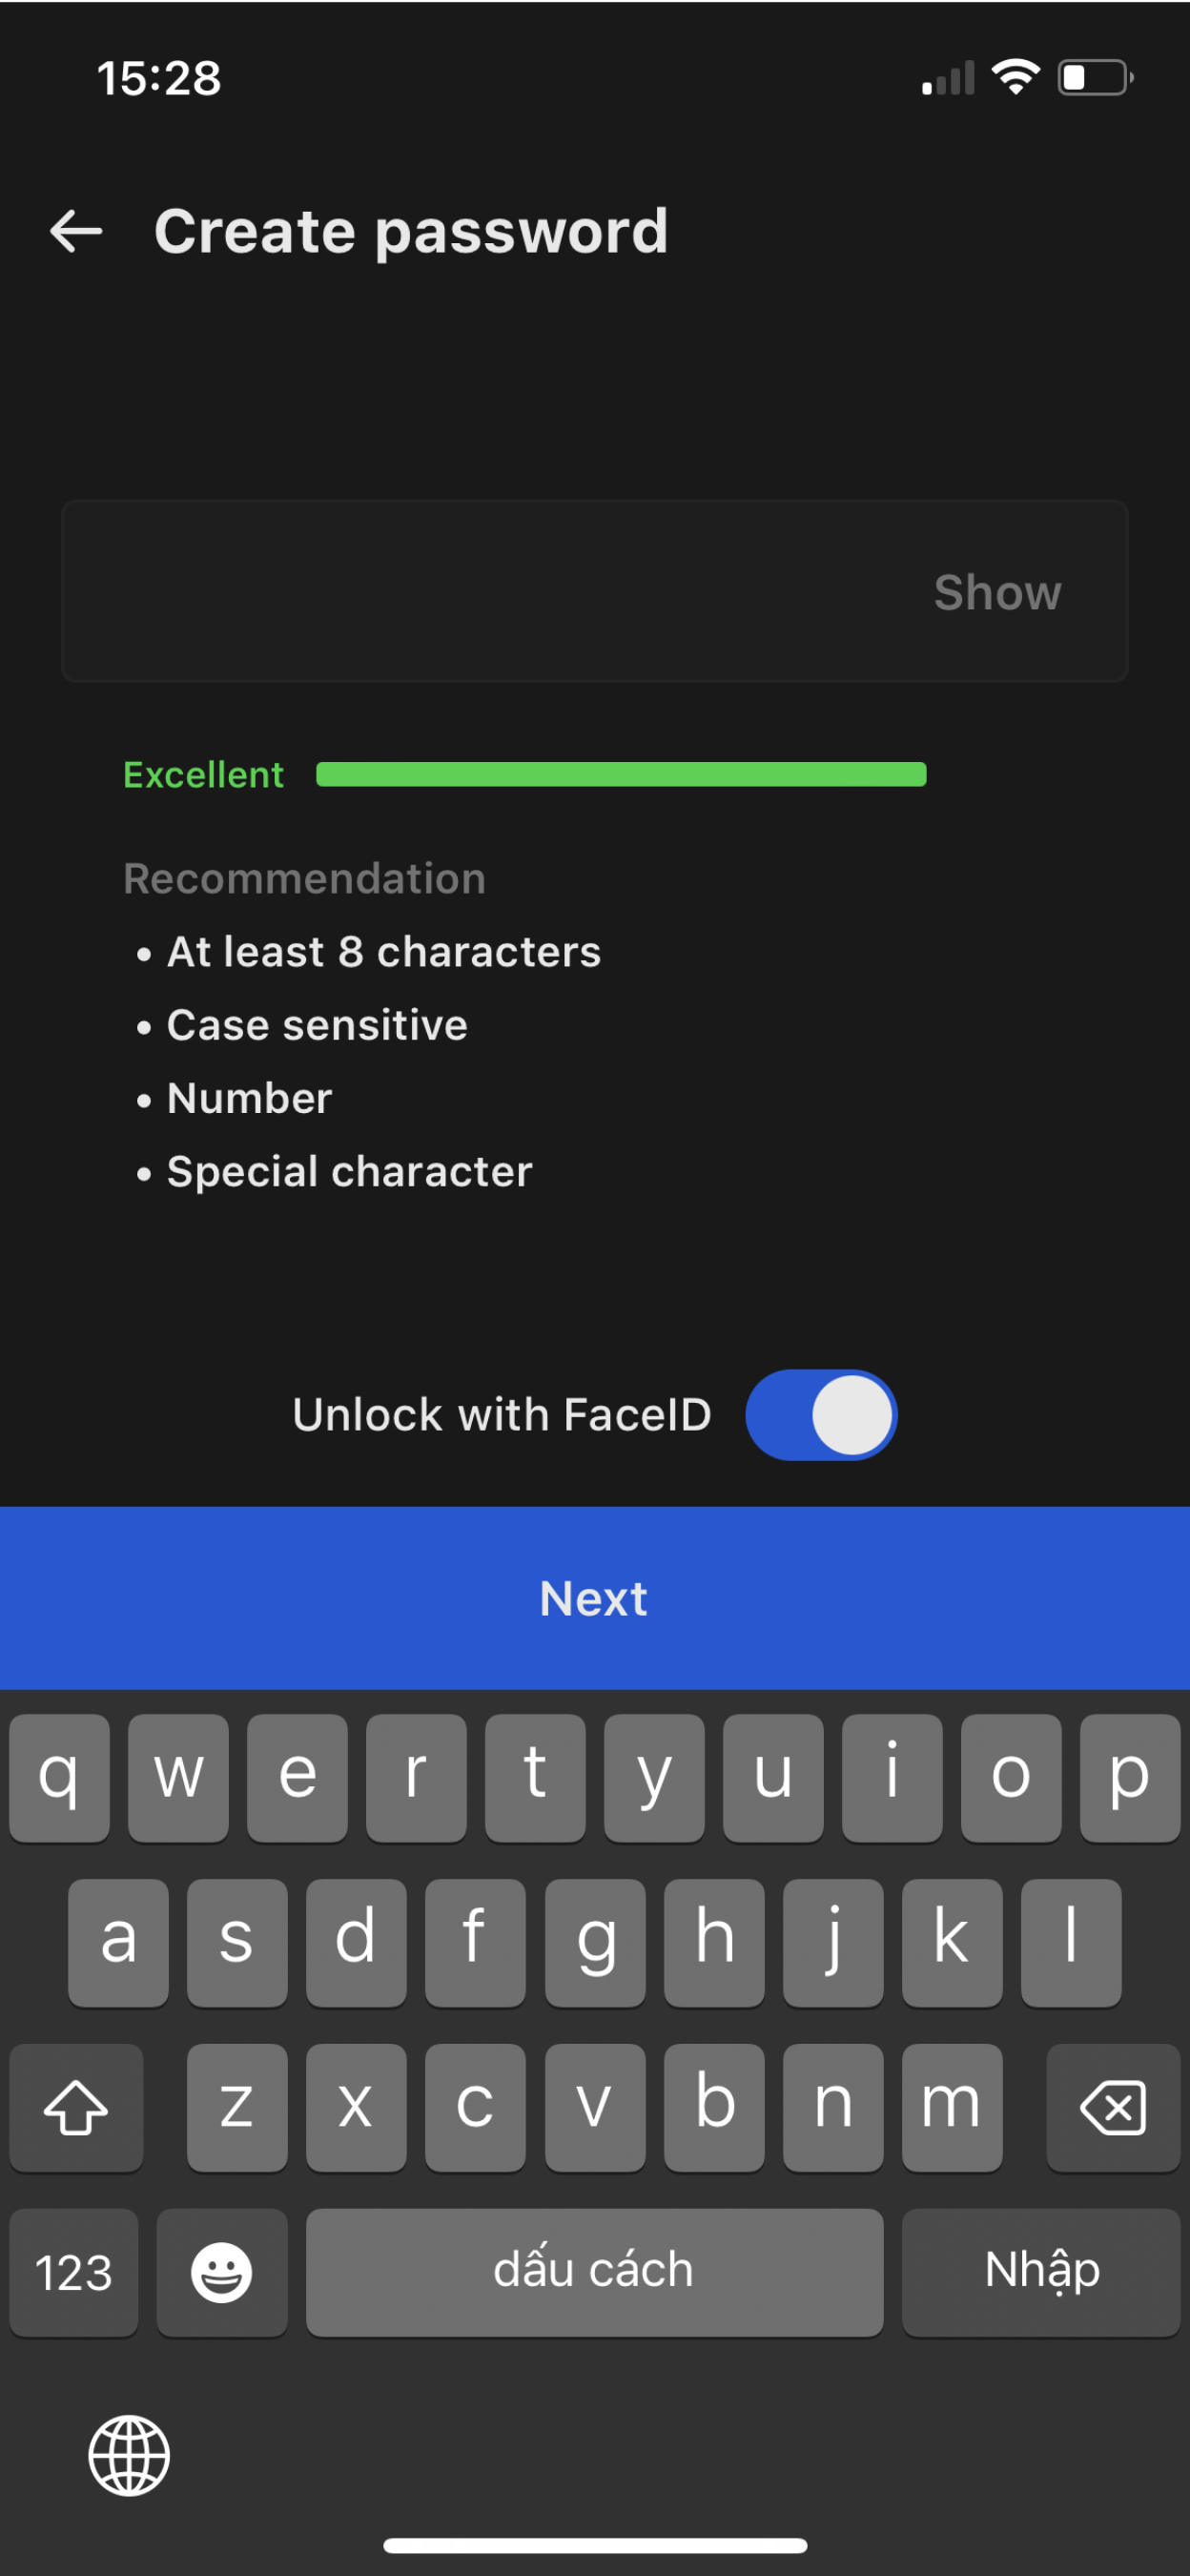 15:28
Create password
Show
Excellent
Recommendation
• At least 8 characters
• Case sensitive
• Number
• Special character
Unlock with FaceID
Next
q w e r t y u i o p
a s d f g h j k l
z x c v b n m
123 dấu cách Nhập